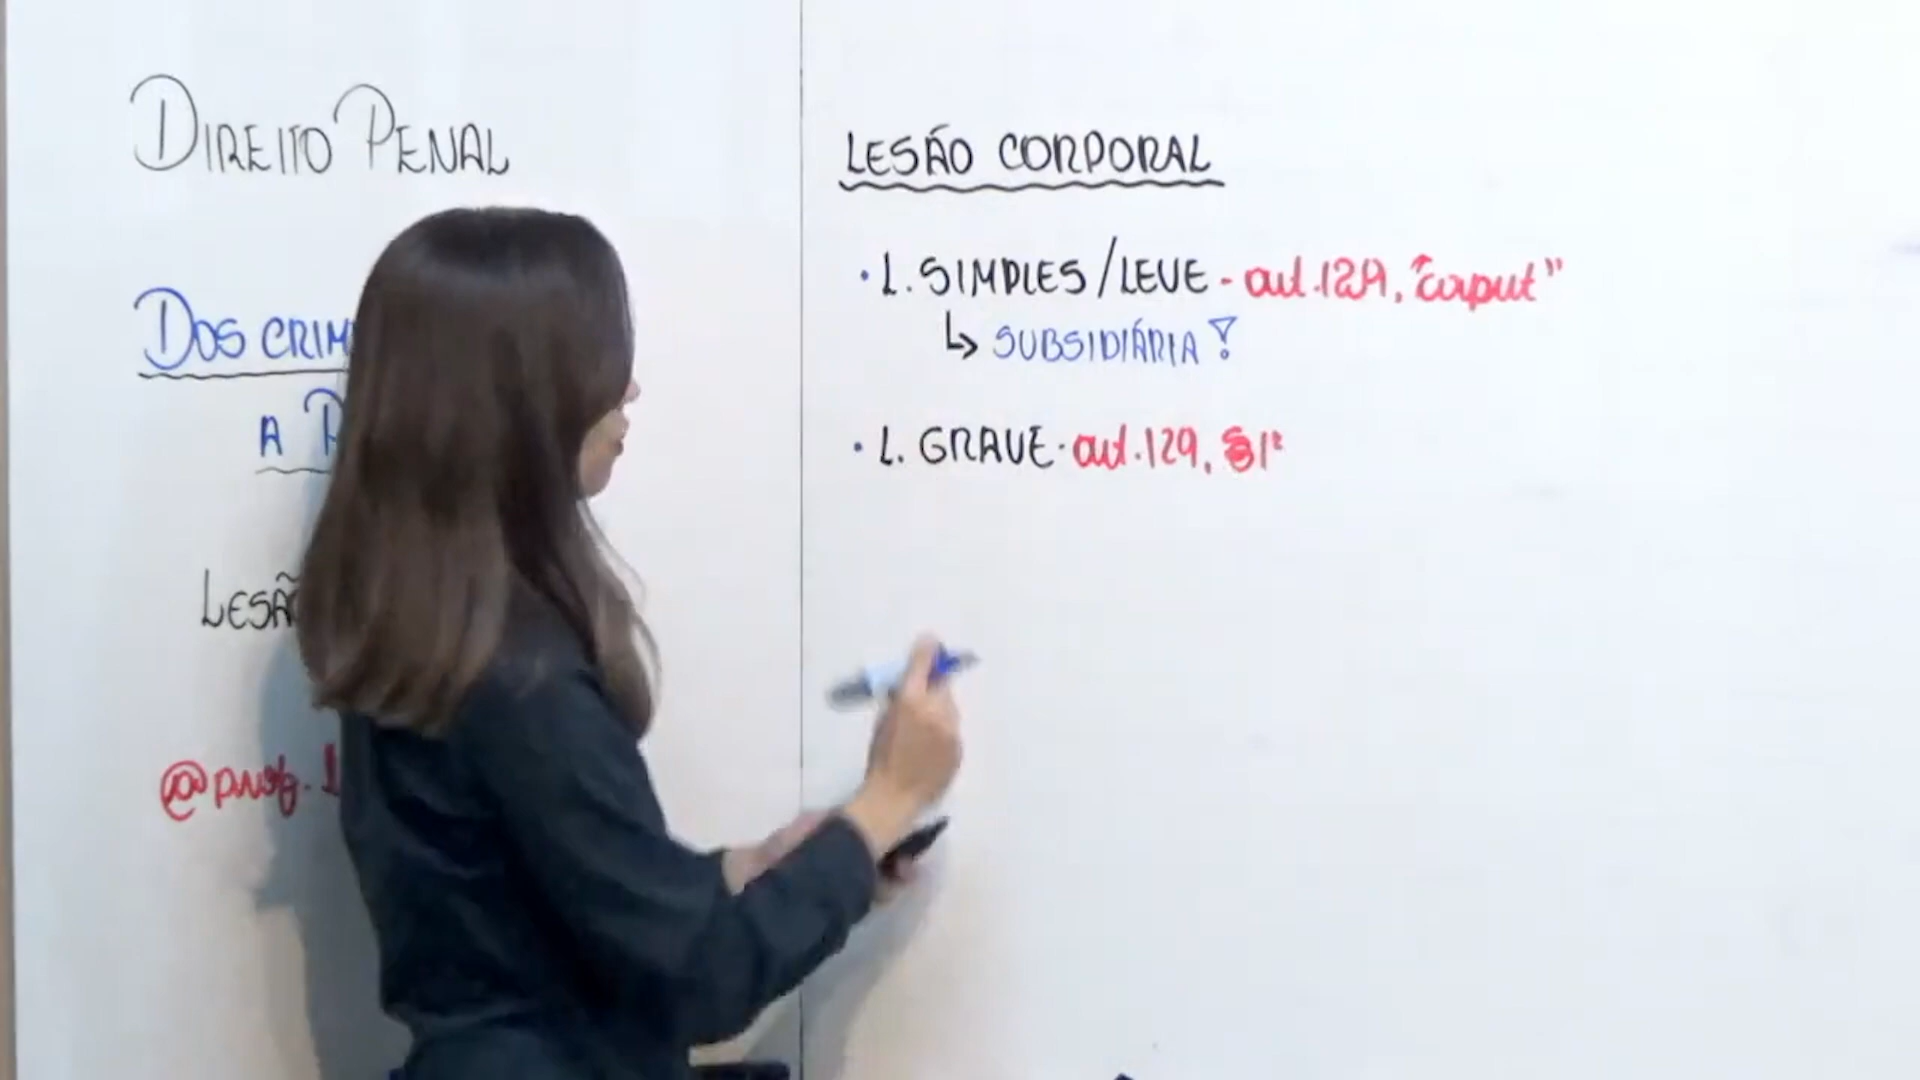 DIREITO PENAL
DOS CRIM
A P
LESÃ
@prof. L
LESÃO CORPORAL
• L. SIMPLES/LEVE - art. 129, "caput"
↳ SUBSIDIÁRIA!
• L. GRAVE - art. 129, §1º